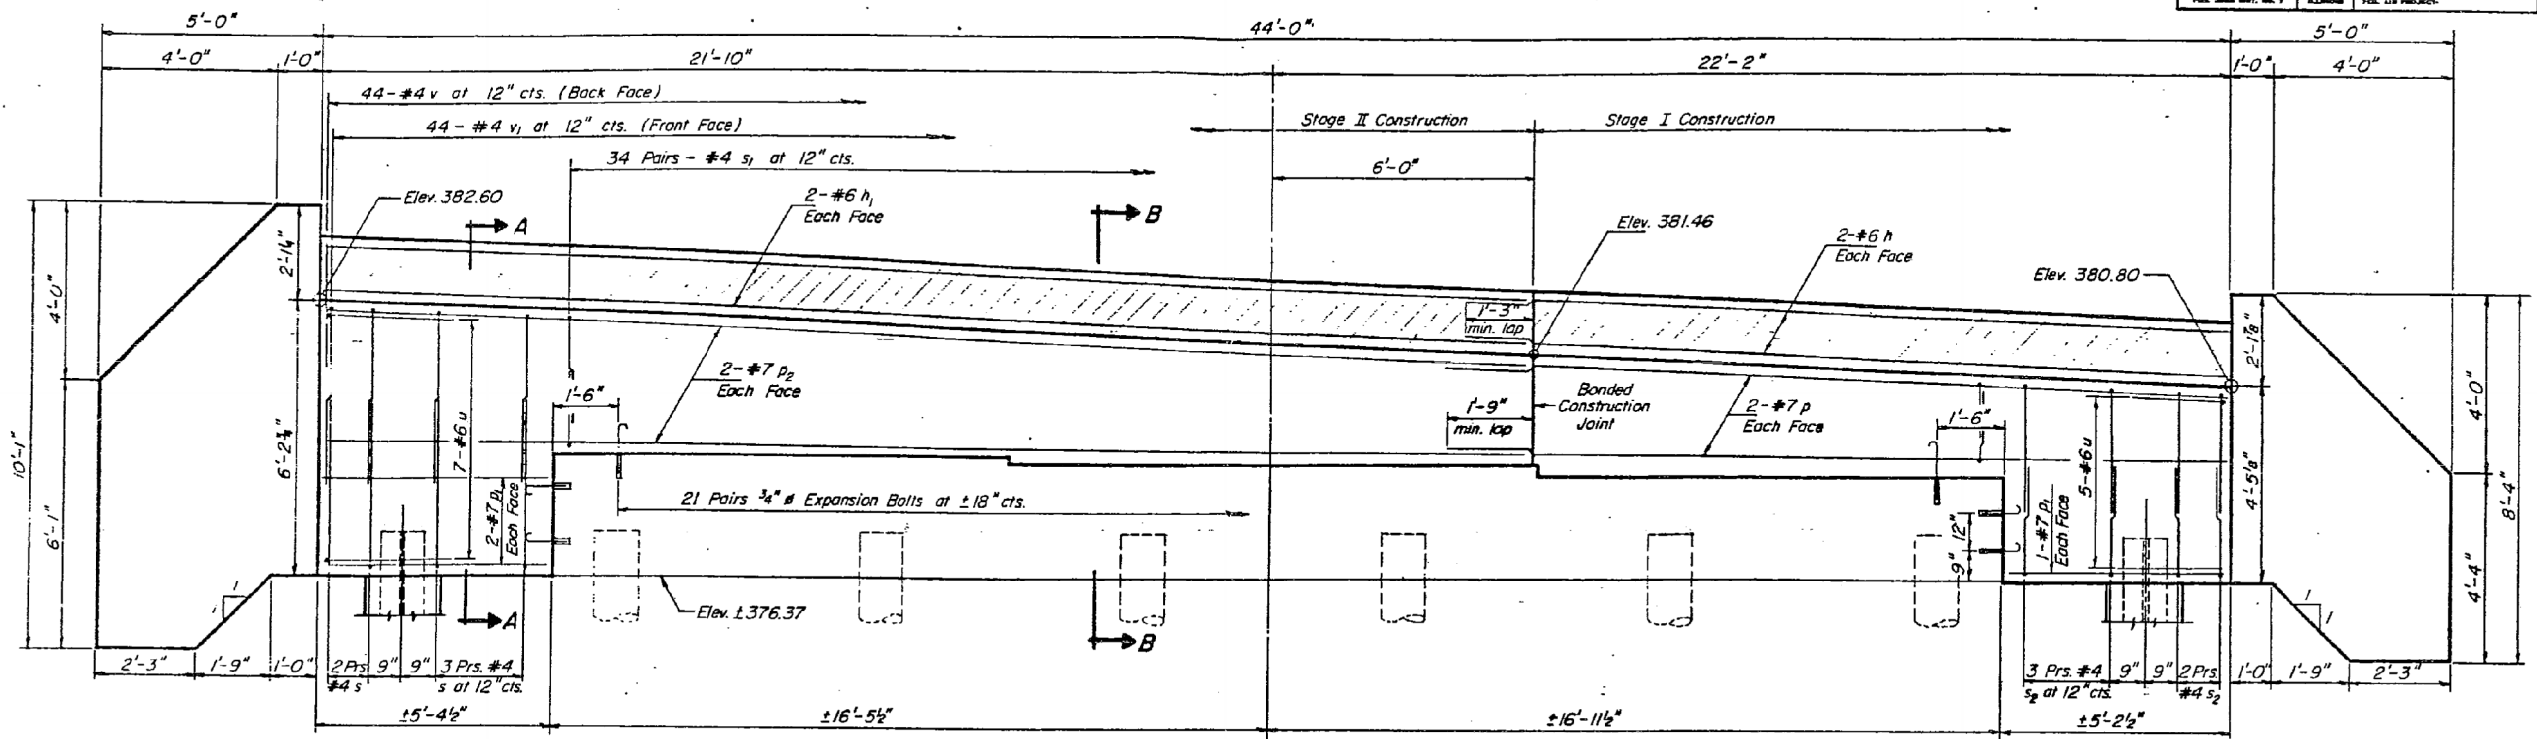 5'-0"
44'-0"
5'-0"
4'-0"
1'-0"
21'-10"
22'-2"
1'-0"
4'-0"
44-#4 v at 12" cts. (Back Face)
44-#4 v₁ at 12" cts. (Front Face)
Stage II Construction
Stage I Construction
34 Pairs - #4 s₁ at 12" cts.
6'-0"
Elev. 382.60
2-#6 h₁
Each Face
A
B
Elev. 381.46
2-#6 h
Each Face
Elev. 380.80
2'-1¼"
4'-0"
10'-1"
6'-1"
6'-2¾"
7-#6 u
2-#7 p₁
Each Face
2-#7 p₂
Each Face
1'-6"
1'-3"
min. lap
1'-9"
min. lap
Bonded
Construction
Joint
2-#7 p
Each Face
1'-6"
2'-1⅞"
4'-0"
8'-4"
4'-4"
4'-5⅛"
5-#6 u
1-#7 p₁
Each Face
12"
9"
21 Pairs ¾" ø Expansion Bolts at ±18" cts.
Elev. ±376.37
A
B
1
1
1
2'-3"
1'-9"
1'-0"
2 Prs
#4 s
9"
9"
3 Prs. #4
s at 12" cts.
3 Prs. #4
s₂ at 12" cts.
9"
9"
2 Prs.
#4 s₂
1'-0"
1'-9"
2'-3"
±5'-4½"
±16'-5½"
±16'-11½"
±5'-2½"